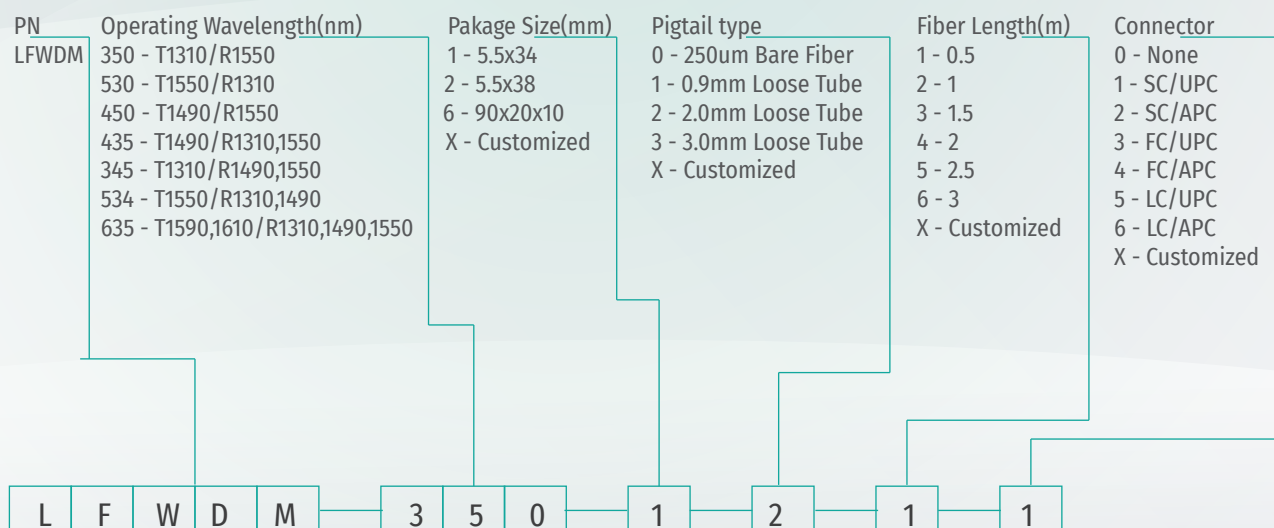 PN
LFWDM
Operating Wavelength(nm)
350 - T1310/R1550
530 - T1550/R1310
450 - T1490/R1550
435 - T1490/R1310,1550
345 - T1310/R1490,1550
534 - T1550/R1310,1490
635 - T1590,1610/R1310,1490,1550
Pakage Size(mm)
1 - 5.5x34
2 - 5.5x38
6 - 90x20x10
X - Customized
Pigtail type
0 - 250um Bare Fiber
1 - 0.9mm Loose Tube
2 - 2.0mm Loose Tube
3 - 3.0mm Loose Tube
X - Customized
Fiber Length(m)
1 - 0.5
2 - 1
3 - 1.5
4 - 2
5 - 2.5
6 - 3
X - Customized
Connector
0 - None
1 - SC/UPC
2 - SC/APC
3 - FC/UPC
4 - FC/APC
5 - LC/UPC
6 - LC/APC
X - Customized
L F W D M 3 5 0 1 2 1 1